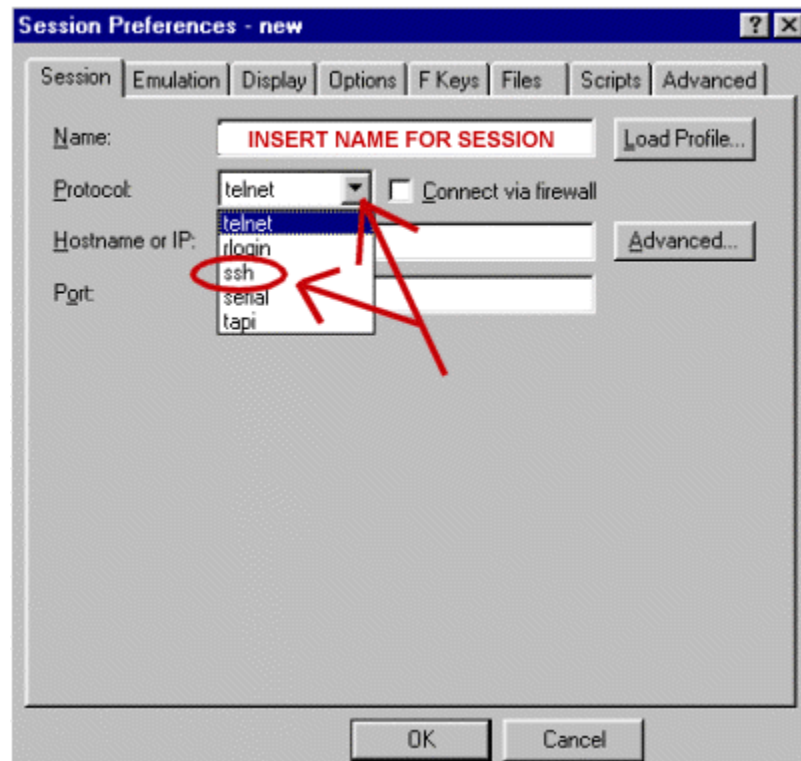 Session Preferences - new
Session Emulation Display Options F Keys Files Scripts Advanced
Name: INSERT NAME FOR SESSION Load Profile...
Protocol: telnet Connect via firewall
telnet
Hostname or IP: rlogin Advanced...
ssh
Port: serial
tapi
OK Cancel